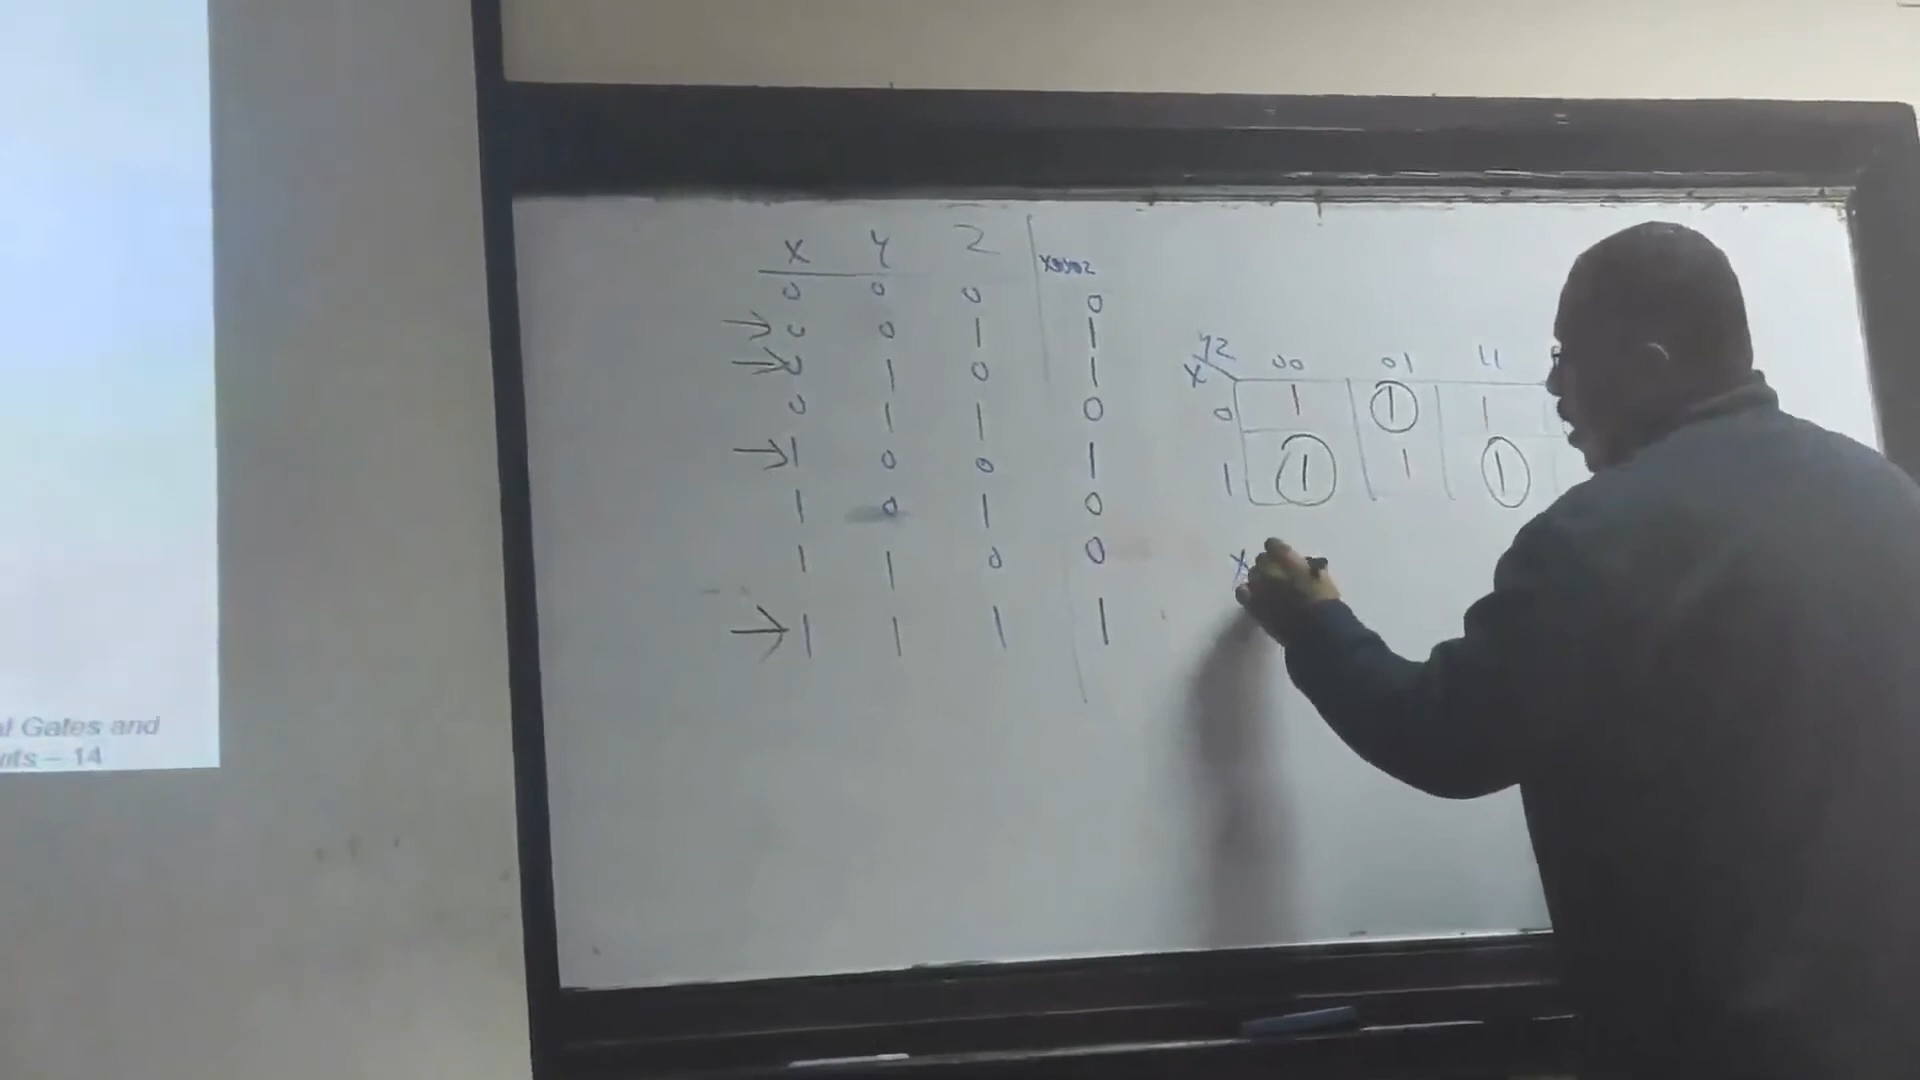 X Y Z X⊕Y⊕Z
0 0 0 0
→ 0 0 1 1
→ 0 1 0 1
0 1 1 0
→ 1 0 0 1
1 0 1 0
1 1 0 0
→ 1 1 1 1
YZ
X
00 01 11
0 1 1 1
1 1 1 1
X
l Gates and
its – 14